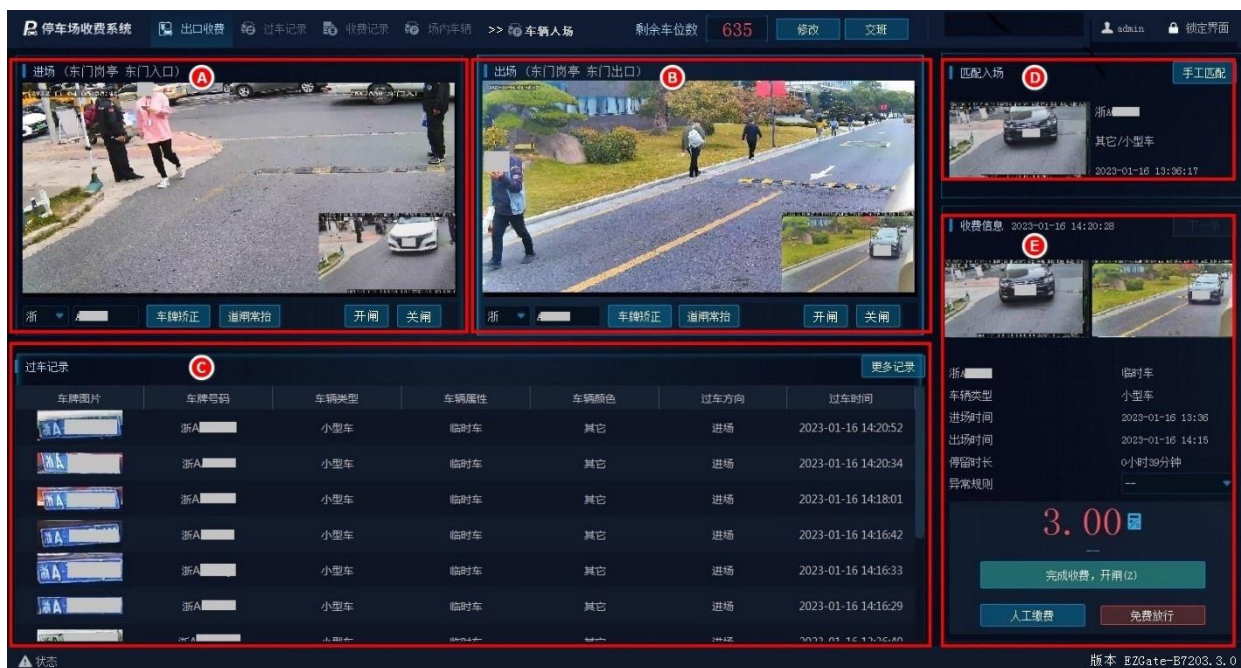 停车场收费系统 出口收费 过车记录 收费记录 场内车辆 >> 车辆入场 剩余车位数 635 修改 交班 admin 锁定界面
进场 (东门岗亭 东门入口) A
出场 (东门岗亭 东门出口) B
匹配入场 D 手工匹配
浙A
其它/小型车
2023-01-16 13:36:17
收费信息 2023-01-16 14:20:28 下一条
E
浙 车牌矫正 道闸常抬 开闸 关闸
浙 车牌矫正 道闸常抬 开闸 关闸
过车记录 C 更多记录
车牌图片 车牌号码 车辆类型 车辆属性 车辆颜色 过车方向 过车时间
浙A 浙A 小型车 临时车 其它 进场 2023-01-16 14:20:52
浙A 浙A 小型车 临时车 其它 进场 2023-01-16 14:20:34
浙A 浙A 小型车 临时车 其它 进场 2023-01-16 14:18:01
浙A 浙A 小型车 临时车 其它 进场 2023-01-16 14:16:42
浙A 浙A 小型车 临时车 其它 进场 2023-01-16 14:16:33
浙A 浙A 小型车 临时车 其它 进场 2023-01-16 14:16:29
浙A 临时车
车辆类型 小型车
进场时间 2023-01-16 13:36
出场时间 2023-01-16 14:15
停留时长 0小时39分钟
异常规则 --
3.00
--
完成收费，开闸(Z)
人工缴费 免费放行
状态 版本 EZGate-B7203.3.0